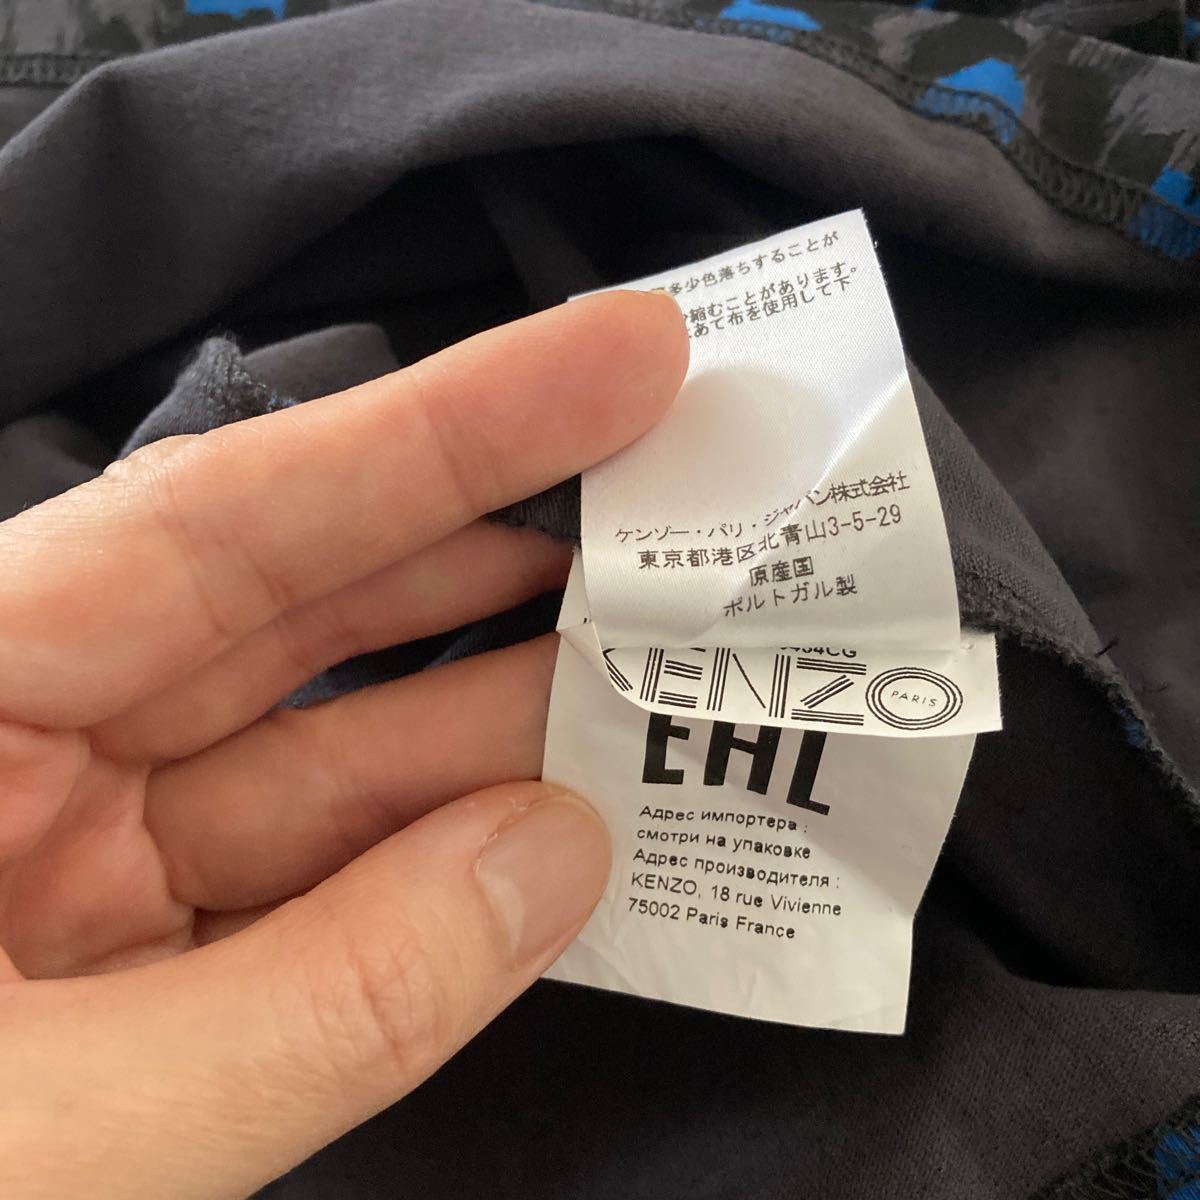 多少色落ちすることが
縮むことがあります。
あて布を使用して下
ケンゾー・パリ・ジャパン株式会社
東京都港区北青山3-5-29
原産国
ポルトガル製
KENZO PARIS
EAC
Адрес импортера :
смотри на упаковке
Адрес производителя :
KENZO, 18 rue Vivienne
75002 Paris France